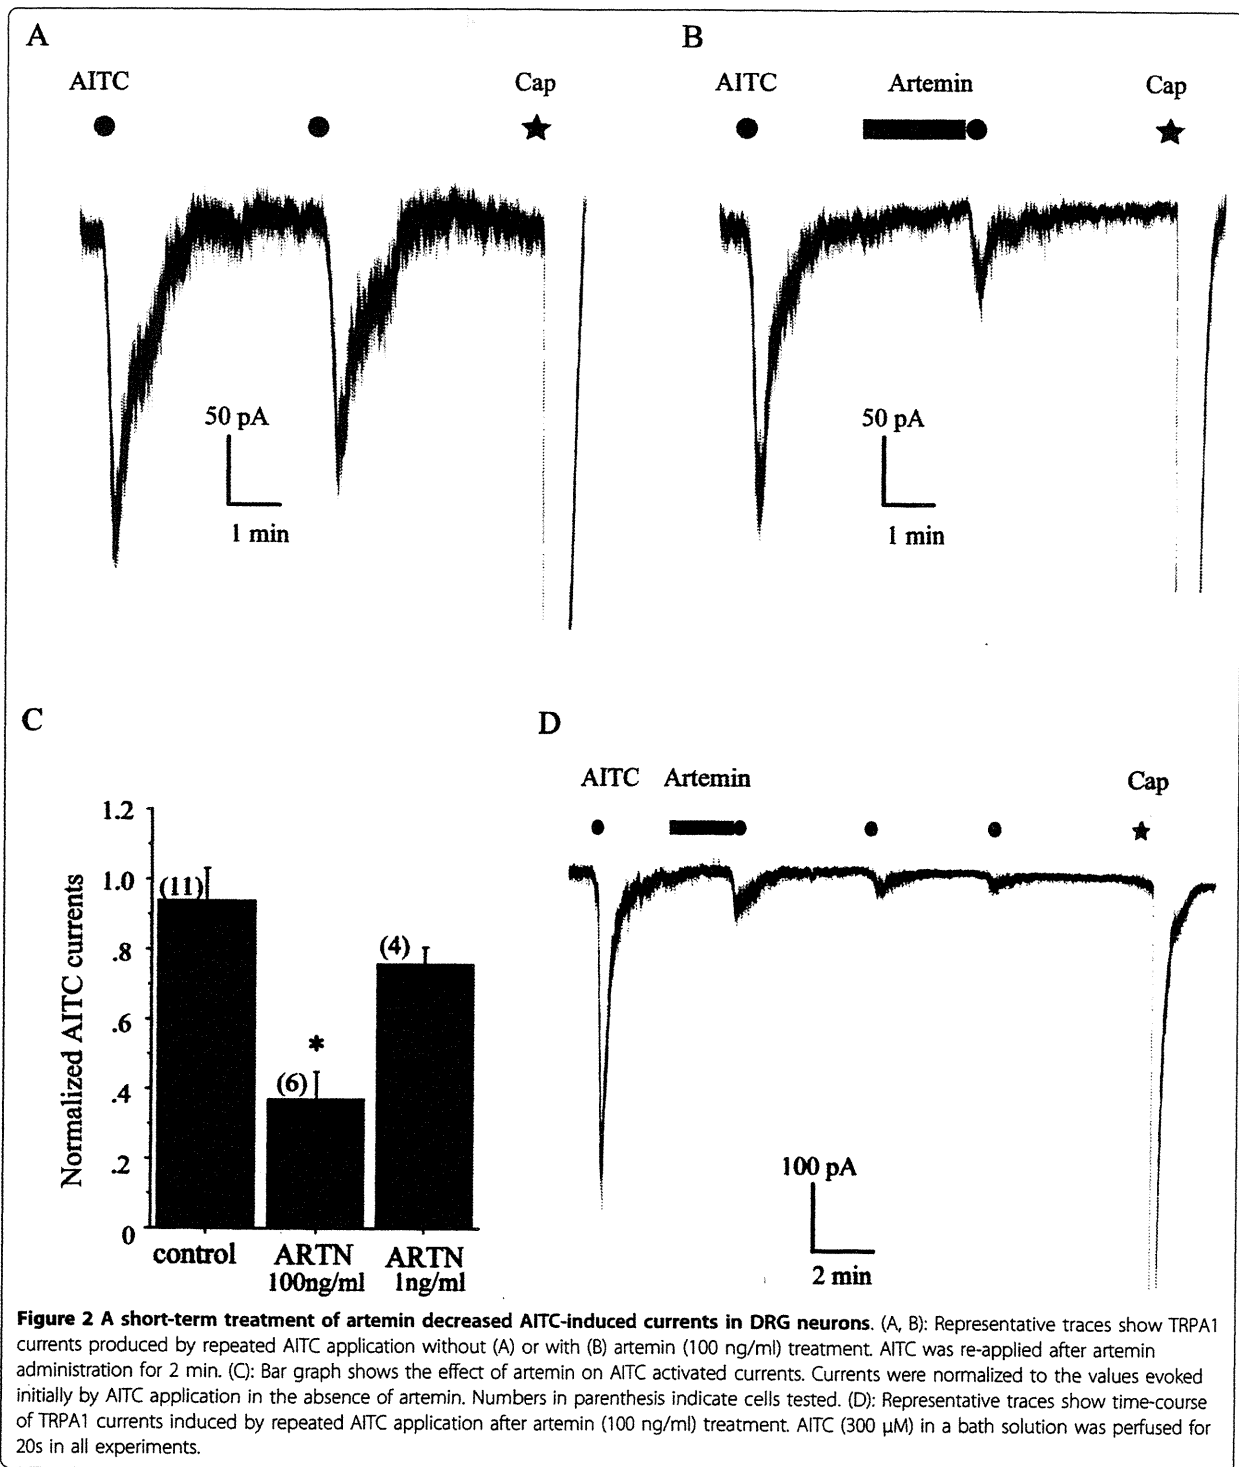 A
B
AITC
Cap
AITC
Artemin
Cap
50 pA
1 min
50 pA
1 min
C
D
1.2
1.0
.8
.6
.4
.2
0
Normalized AITC currents
(11)
(6)
*
(4)
control
ARTN
100ng/ml
ARTN
1ng/ml
AITC
Artemin
Cap
100 pA
2 min
Figure 2 A short-term treatment of artemin decreased AITC-induced currents in DRG neurons. (A, B): Representative traces show TRPA1
currents produced by repeated AITC application without (A) or with (B) artemin (100 ng/ml) treatment. AITC was re-applied after artemin
administration for 2 min. (C): Bar graph shows the effect of artemin on AITC activated currents. Currents were normalized to the values evoked
initially by AITC application in the absence of artemin. Numbers in parenthesis indicate cells tested. (D): Representative traces show time-course
of TRPA1 currents induced by repeated AITC application after artemin (100 ng/ml) treatment. AITC (300 μM) in a bath solution was perfused for
20s in all experiments.